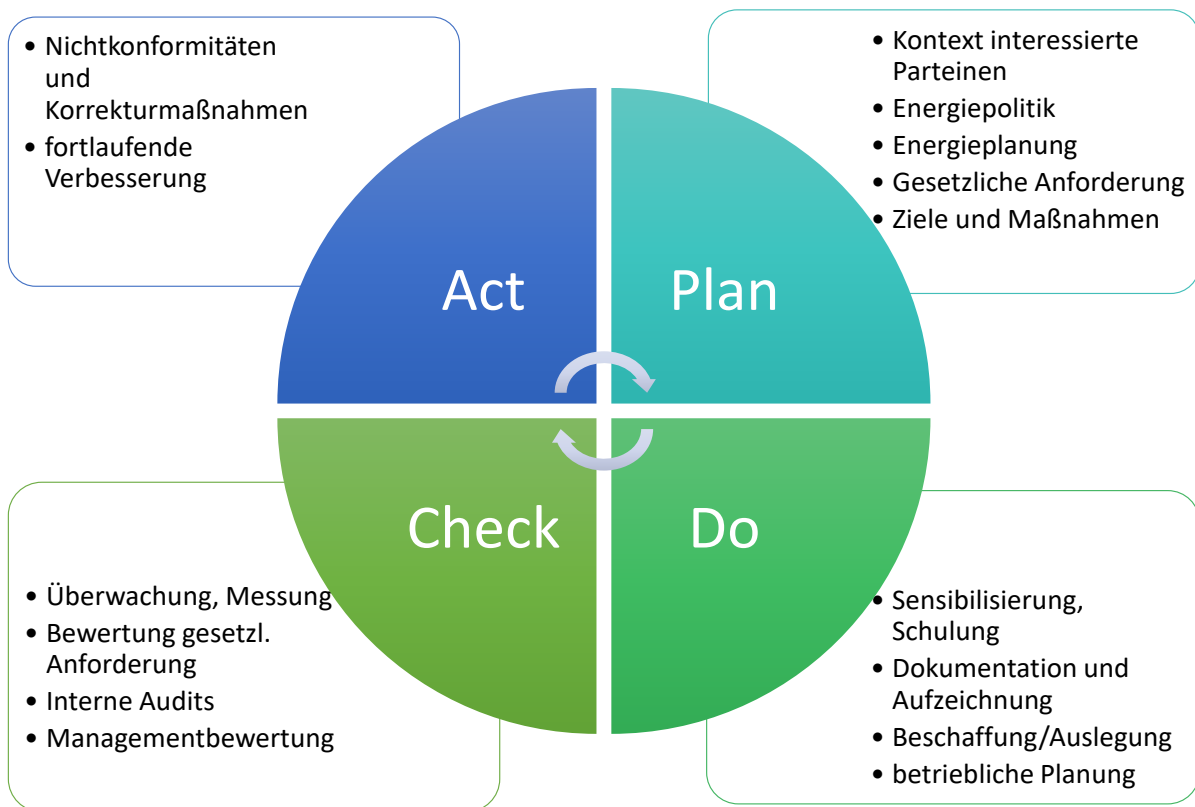 • Nichtkonformitäten
und
Korrekturmaßnahmen
• fortlaufende
Verbesserung
• Kontext interessierte
Parteinen
• Energiepolitik
• Energieplanung
• Gesetzliche Anforderung
• Ziele und Maßnahmen
Act
Plan
Check
Do
• Überwachung, Messung
• Bewertung gesetzl.
Anforderung
• Interne Audits
• Managementbewertung
• Sensibilisierung,
Schulung
• Dokumentation und
Aufzeichnung
• Beschaffung/Auslegung
• betriebliche Planung